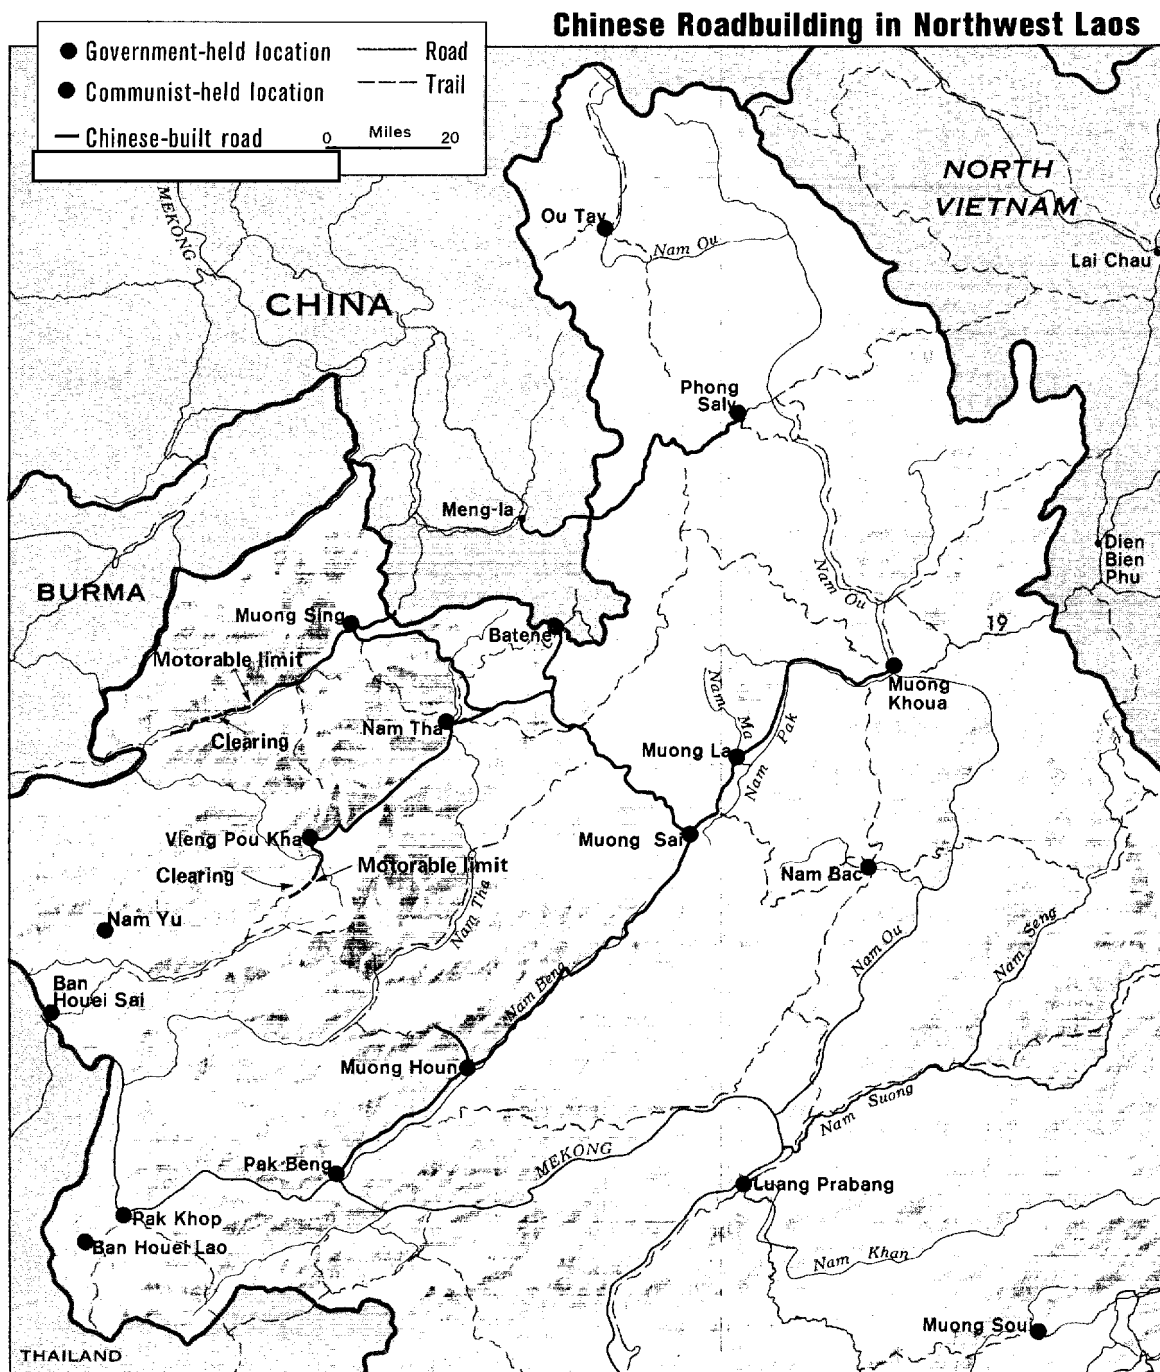 Chinese Roadbuilding in Northwest Laos
Government-held location
Road
Communist-held location
Trail
Chinese-built road
0 Miles 20
MEKONG
NORTH
VIETNAM
Ou Tay
Nam Ou
Lai Chau
CHINA
Phong
Saly
Meng-la
Dien
Bien
Phu
Nam Ou
BURMA
Muong Sing
Batene
19
Motorable limit
Muong
Khoua
Nam Ma
Nam Pak
Clearing
Nam Tha
Muong La
Vieng Pou Kha
Muong Sai
Motorable limit
Clearing
Nam Bac
Nam Yu
Nam Tha
Nam Ou
Nam Seng
Ban
Houei Sai
Nam Beng
Muong Houn
Nam Suong
MEKONG
Pak Beng
Luang Prabang
Pak Khop
Ban Houei Lao
Nam Khan
Muong Soui
THAILAND